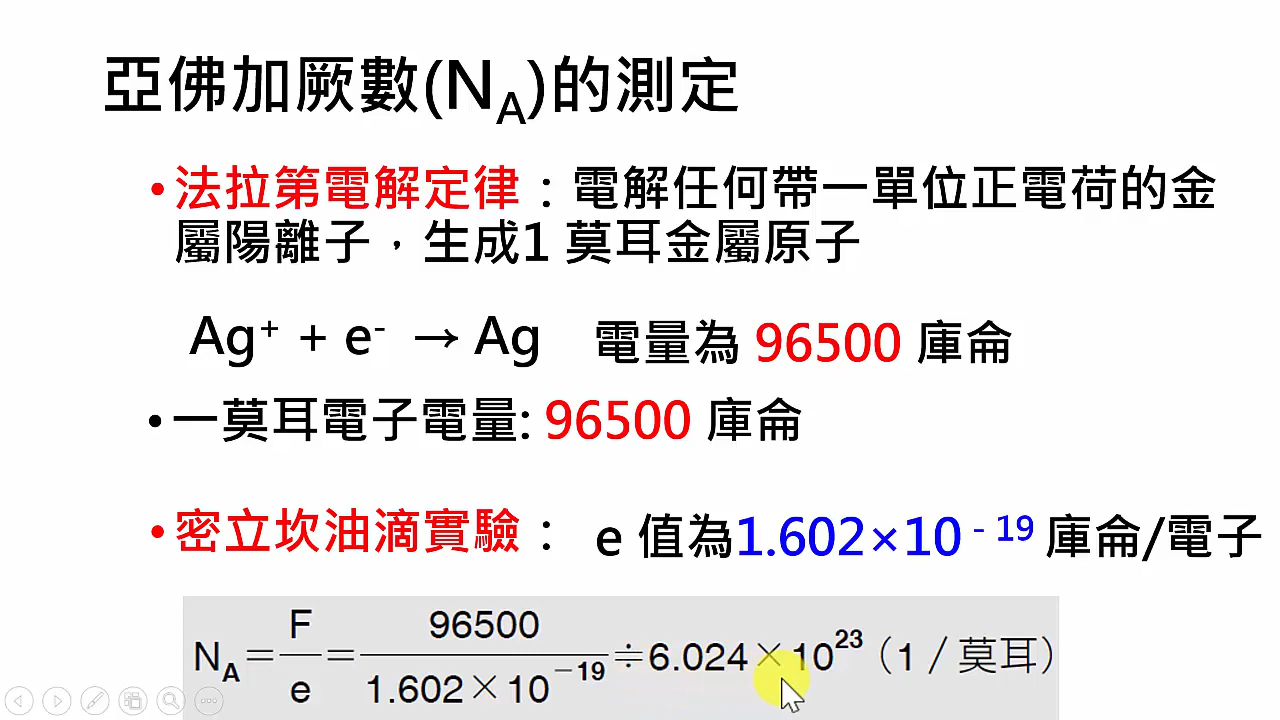 亞佛加厥數(N_A)的測定
•法拉第電解定律：電解任何帶一單位正電荷的金
屬陽離子，生成1 莫耳金屬原子
Ag⁺ + e⁻ → Ag 電量為 96500 庫侖
•一莫耳電子電量: 96500 庫侖
•密立坎油滴實驗： e 值為1.602×10⁻¹⁹ 庫侖/電子
N_A = F/e = 96500/1.602×10⁻¹⁹ ÷ 6.024×10²³（1／莫耳）